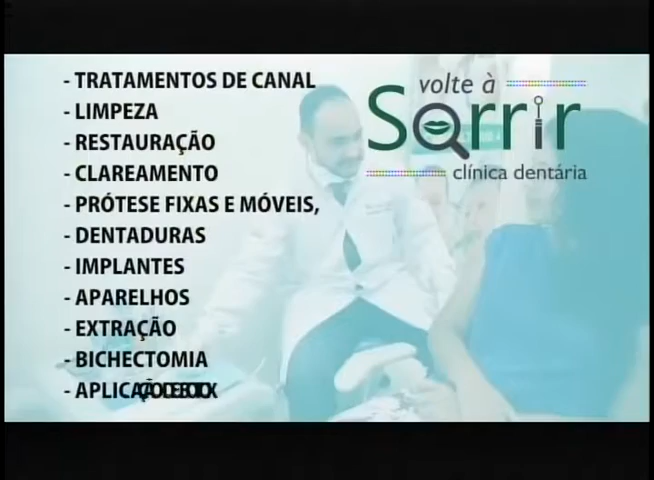 - TRATAMENTOS DE CANAL
- LIMPEZA
- RESTAURAÇÃO
- CLAREAMENTO
- PRÓTESE FIXAS E MÓVEIS,
- DENTADURAS
- IMPLANTES
- APARELHOS
- EXTRAÇÃO
- BICHECTOMIA
volte à
Sorrir
clínica dentária